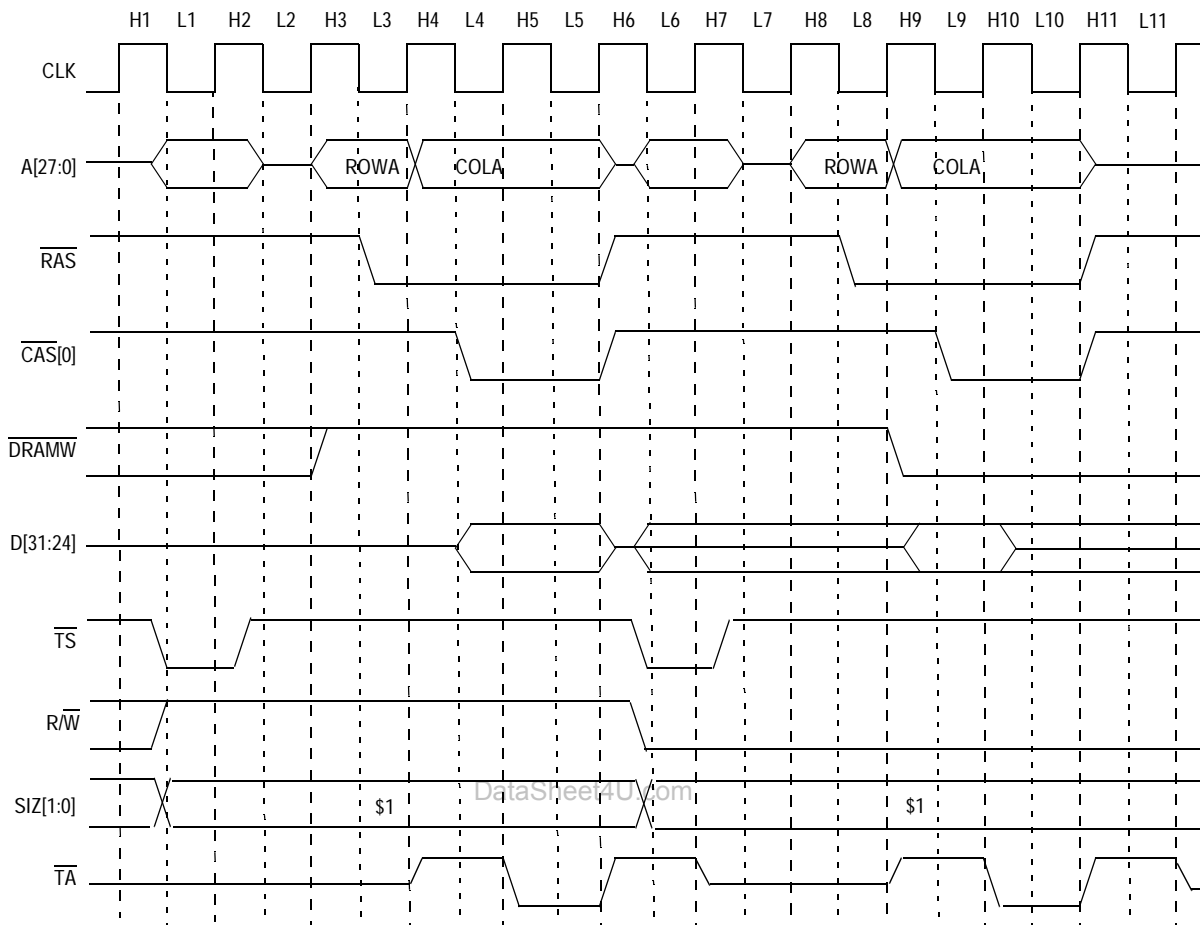 H1 L1 H2 L2 H3 L3 H4 L4 H5 L5 H6 L6 H7 L7 H8 L8 H9 L9 H10 L10 H11 L11
CLK
A[27:0] ROWA COLA ROWA COLA
RAS
CAS[0]
DRAMW
D[31:24]
TS
R/W
DataSheet4U.com
SIZ[1:0] $1 $1
TA